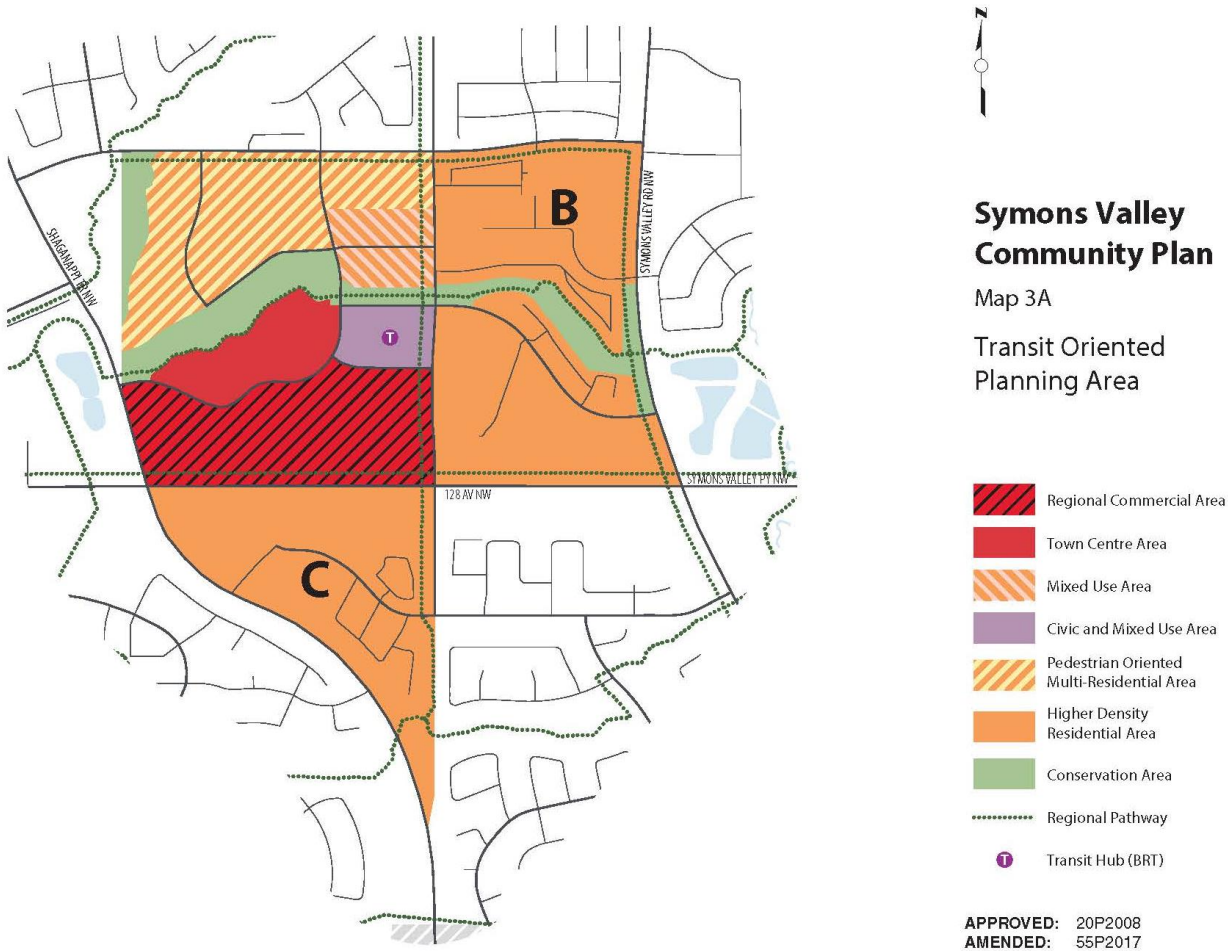 N
Symons Valley
Community Plan
Map 3A
Transit Oriented
Planning Area
B
SYMONS VALLEY RD NW
SHAGANAPPI TR NW
T
SYMONS VALLEY PY NW
128 AV NW
C
Regional Commercial Area
Town Centre Area
Mixed Use Area
Civic and Mixed Use Area
Pedestrian Oriented
Multi-Residential Area
Higher Density
Residential Area
Conservation Area
Regional Pathway
T Transit Hub (BRT)
APPROVED: 20P2008
AMENDED: 55P2017